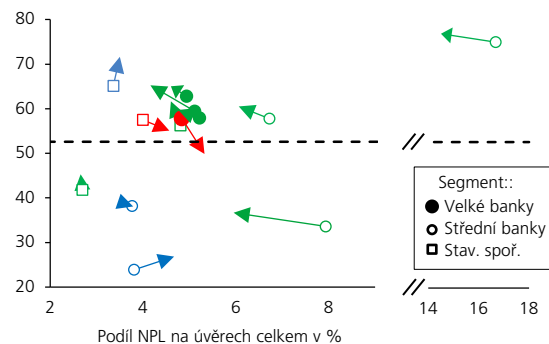 80
70
60
50
40
30
20
2
4
6
8
14
16
18
Segment::
Velké banky
Střední banky
Stav. spoř.
Podíl NPL na úvěrech celkem v %